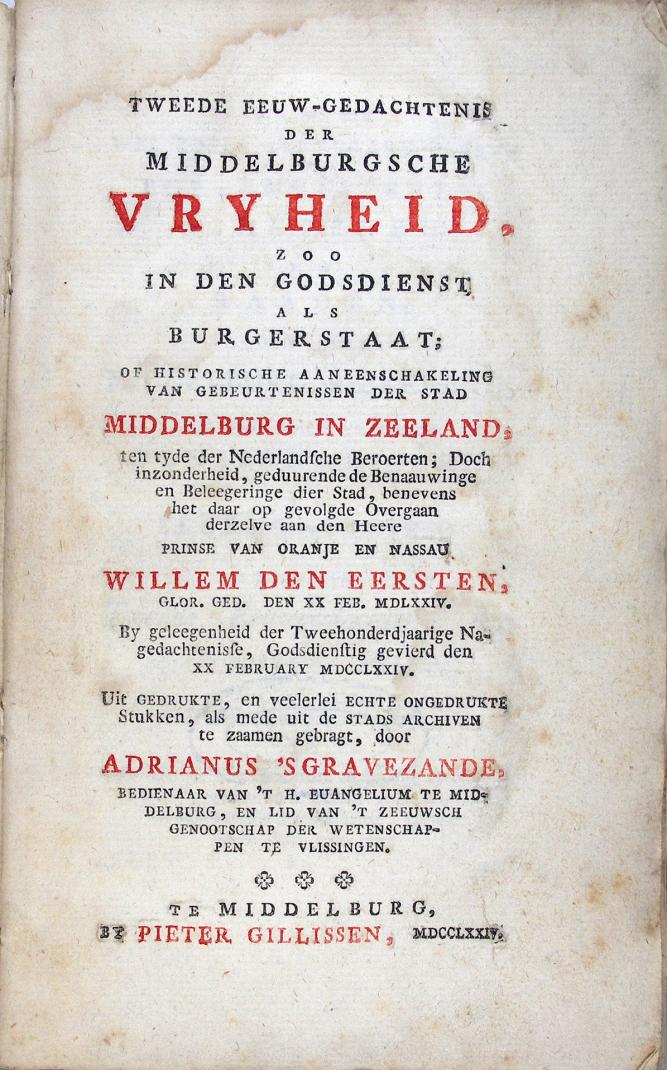 TWEEDE EEUW-GEDACHTENIS
DER
MIDDELBURGSCHE
VRYHEID,
ZOO
IN DEN GODSDIENST,
ALS
BURGERSTAAT;
OF HISTORISCHE AANEENSCHAKELING
VAN GEBEURTENISSEN DER STAD
MIDDELBURG IN ZEELAND,
ten tyde der Nederlandſche Beroerten; Doch
inzonderheid, geduurende de Benaauwinge
en Beleegeringe dier Stad, benevens
het daar op gevolgde Overgaan
derzelve aan den Heere
PRINSE VAN ORANJE EN NASSAU
WILLEM DEN EERSTEN,
GLOR. GED. DEN XX FEB. MDLXXIV.
By geleegenheid der Tweehonderdjaarige Na-
gedachtenisſe, Godsdienſtig gevierd den
XX FEBRUARY MDCCLXXIV.
Uit GEDRUKTE, en veelerlei ECHTE ONGEDRUKTE
Stukken, als mede uit de STADS ARCHIVEN
te zaamen gebragt, door
ADRIANUS 'SGRAVEZANDE,
BEDIENAAR VAN 'T H. EUANGELIUM TE MID-
DELBURG, EN LID VAN 'T ZEEUWSCH
GENOOTSCHAP DER WETENSCHAP-
PEN TE VLISSINGEN.
TE MIDDELBURG,
BY PIETER GILLISSEN, MDCCLXXIV.